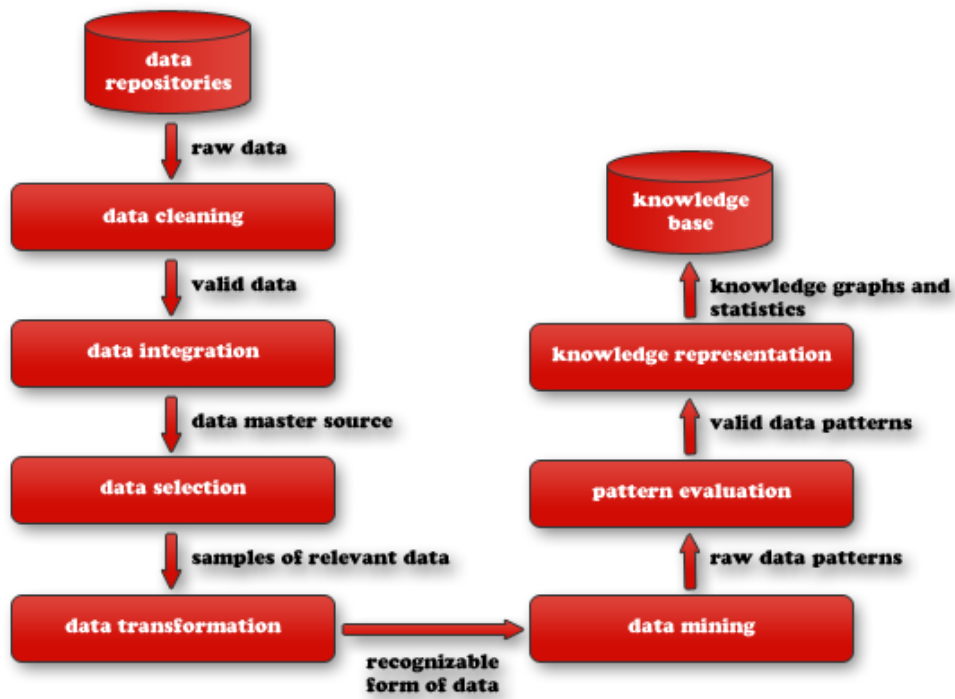 data
repositories
raw data
data cleaning
valid data
data integration
data master source
data selection
samples of relevant data
data transformation
recognizable
form of data
data mining
raw data patterns
pattern evaluation
valid data patterns
knowledge representation
knowledge graphs and
statistics
knowledge
base